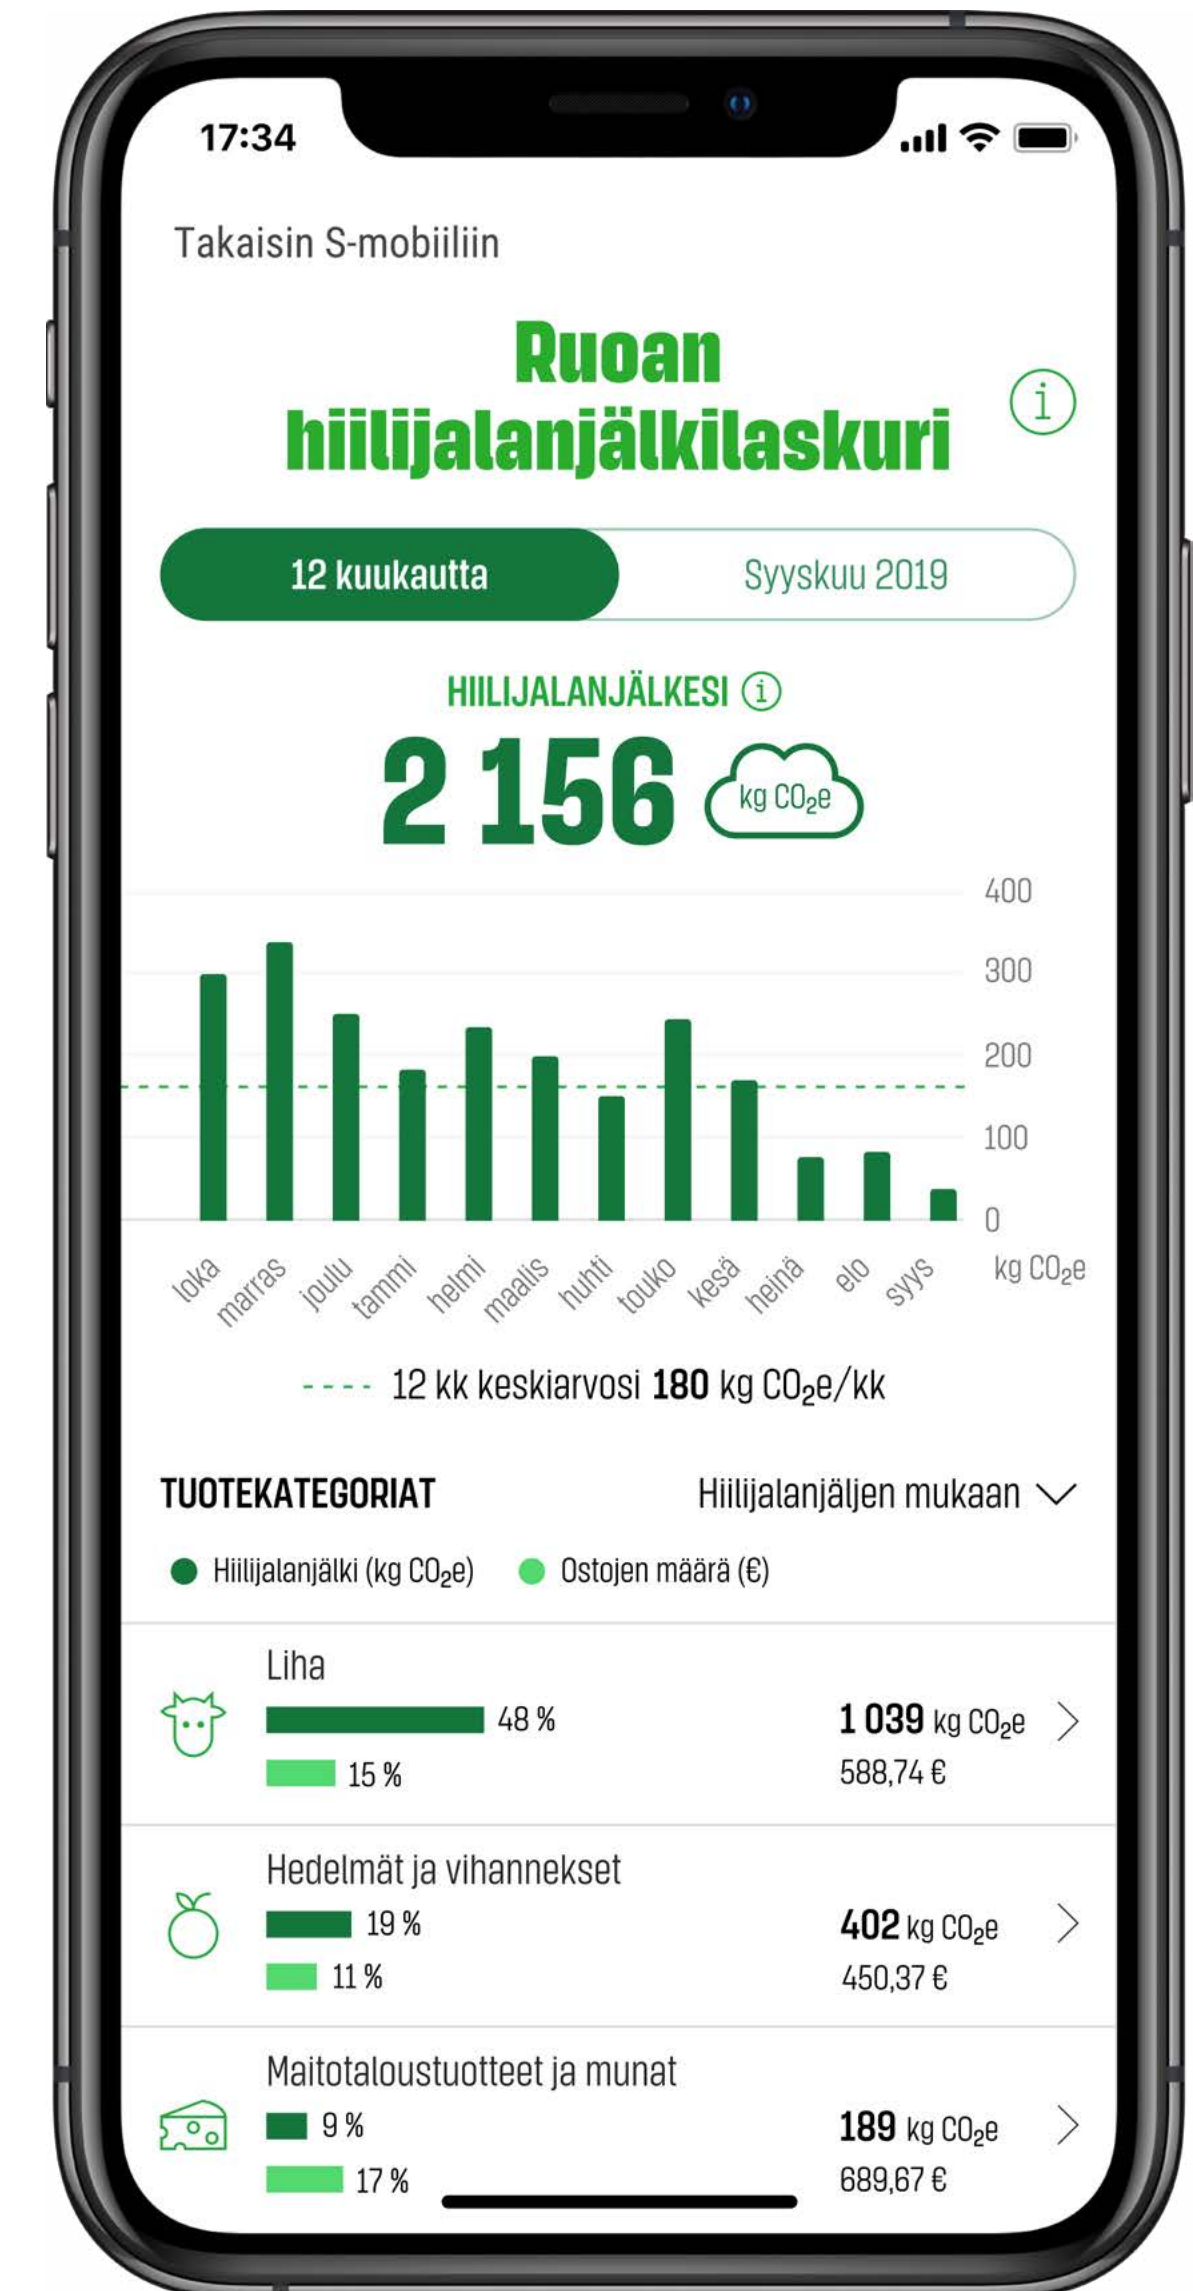 17:34
Takaisin S-mobiiliin
Ruoan
hiilijalanjälkilaskuri
i
12 kuukautta
Syyskuu 2019
HIILIJALANJÄLKESI i
2 156 kg CO₂e
400
300
200
100
0
loka marras joulu tammi helmi maalis huhti touko kesä heinä elo syys kg CO₂e
12 kk keskiarvosi 180 kg CO₂e/kk
TUOTEKATEGORIAT Hiilijalanjäljen mukaan
Hiilijalanjälki (kg CO₂e) Ostojen määrä (€)
Liha
48 % 1 039 kg CO₂e
15 % 588,74 €
Hedelmät ja vihannekset
19 % 402 kg CO₂e
11 % 450,37 €
Maitotaloustuotteet ja munat
9 % 189 kg CO₂e
17 % 689,67 €